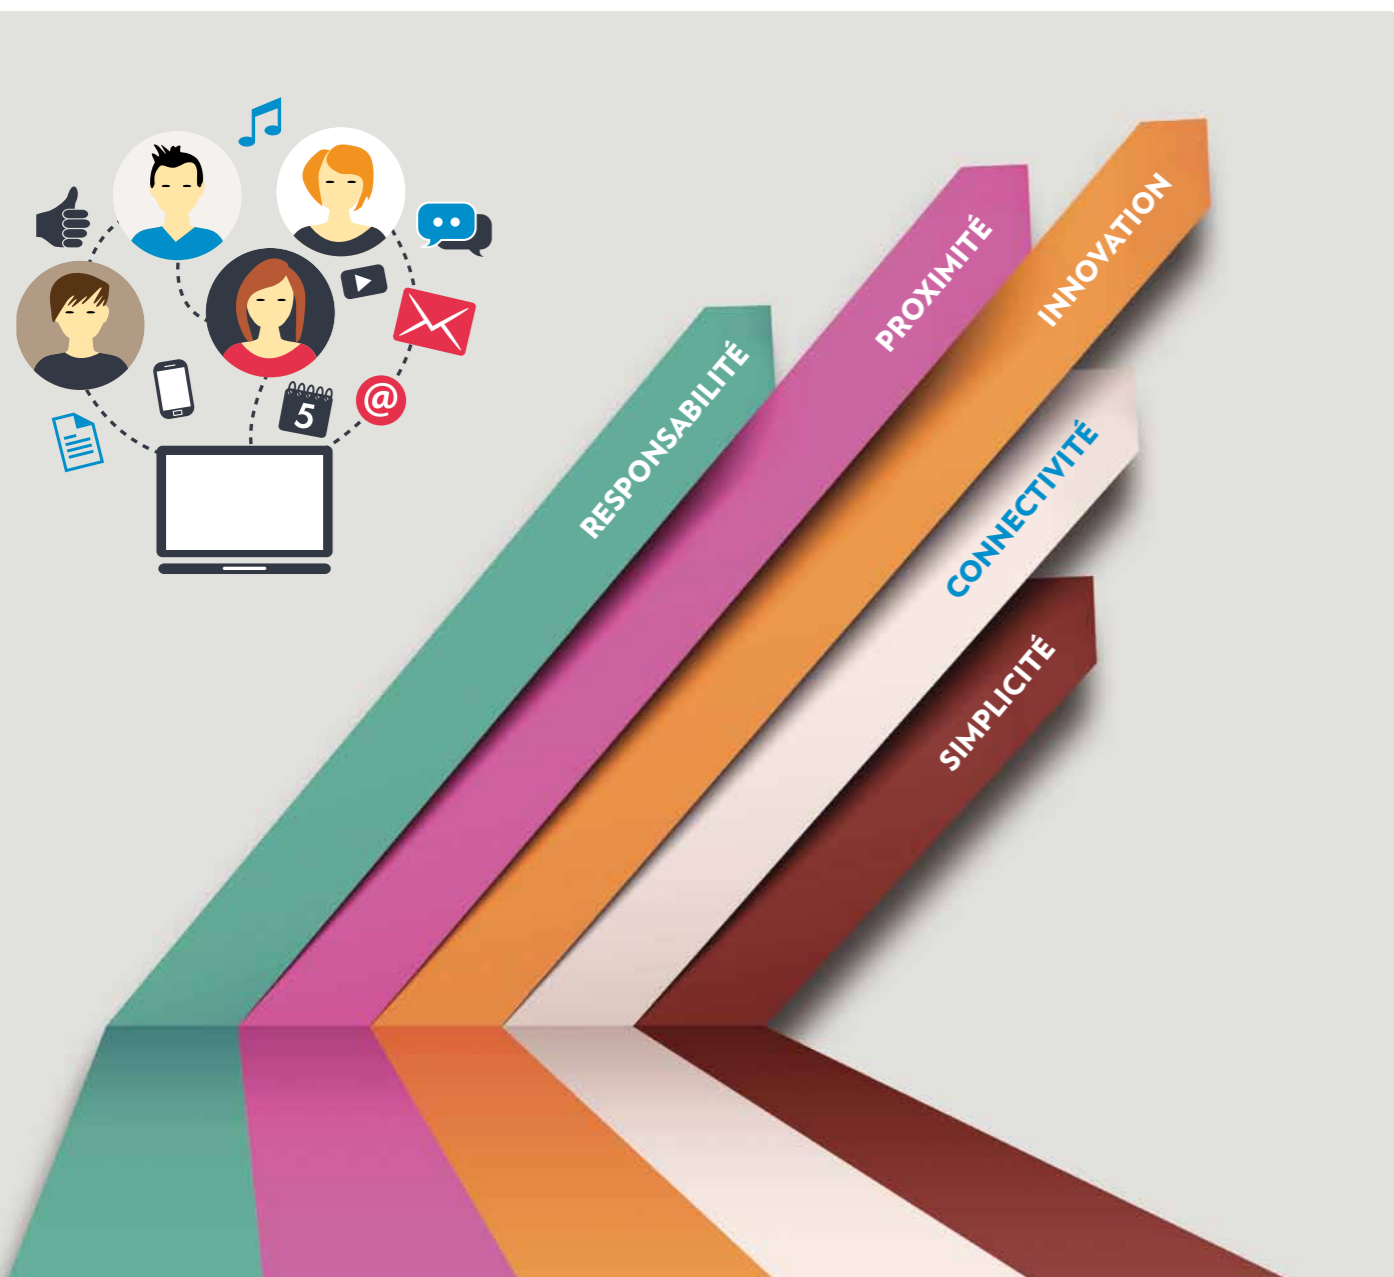 RESPONSABILITÉ
PROXIMITÉ
INNOVATION
CONNECTIVITÉ
SIMPLICITÉ
5
@